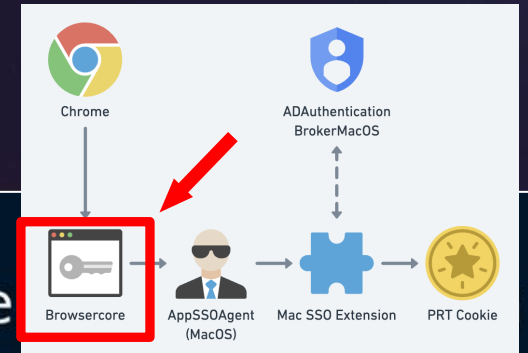 Chrome
ADAuthentication
BrokerMacOS
e
Browsercore
AppSSOAgent
(MacOS)
Mac SSO Extension
PRT Cookie